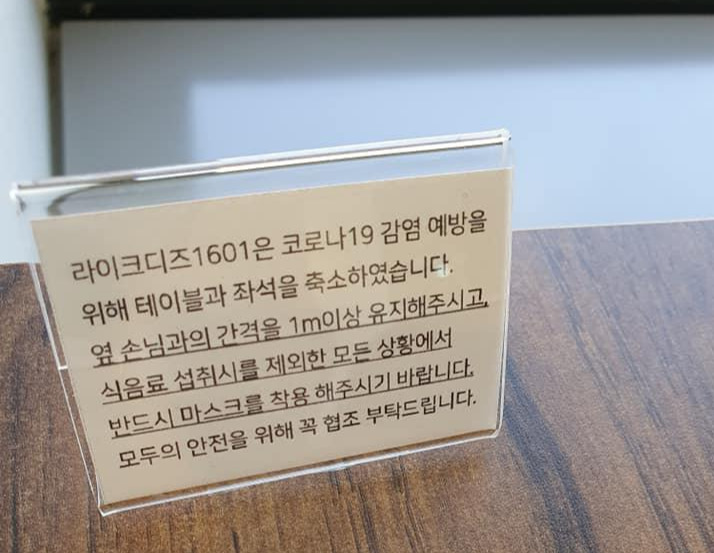 라이크디즈1601은 코로나19 감염 예방을
위해 테이블과 좌석을 축소하였습니다.
옆 손님과의 간격을 1m이상 유지해주시고,
식음료 섭취시를 제외한 모든 상황에서
반드시 마스크를 착용 해주시기 바랍니다.
모두의 안전을 위해 꼭 협조 부탁드립니다.